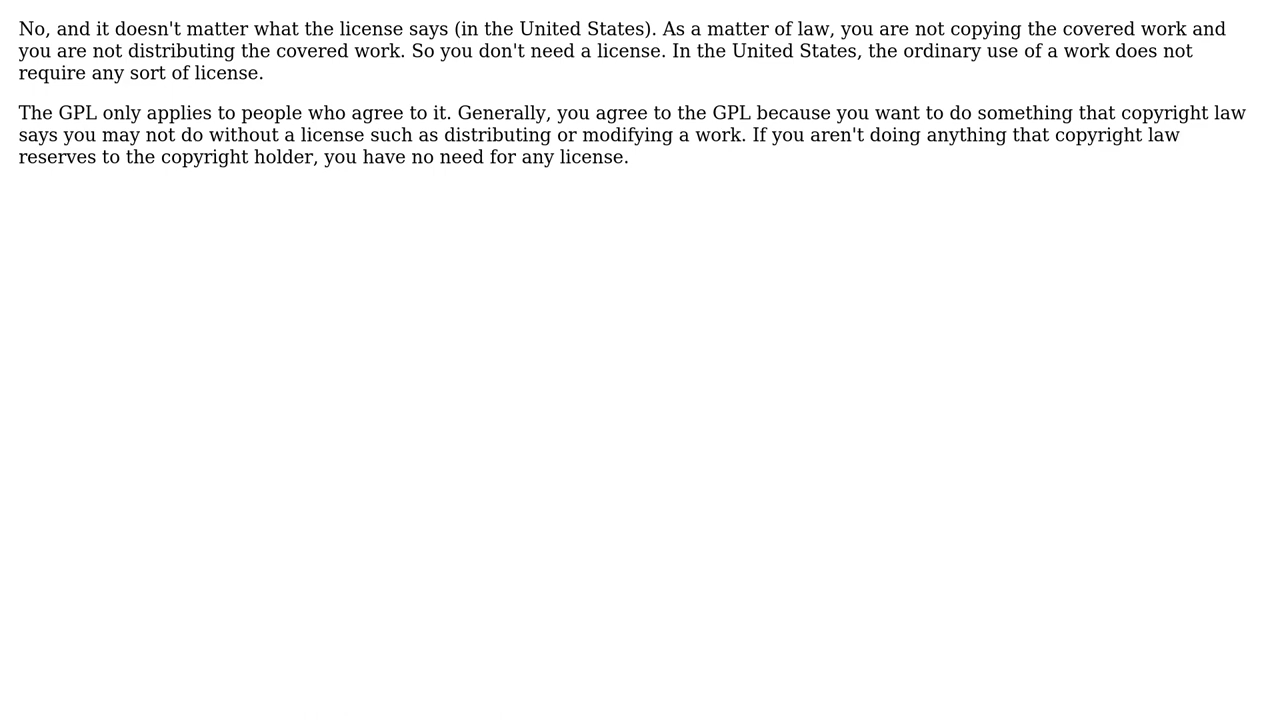 No, and it doesn't matter what the license says (in the United States). As a matter of law, you are not copying the covered work and
you are not distributing the covered work. So you don't need a license. In the United States, the ordinary use of a work does not
require any sort of license.
The GPL only applies to people who agree to it. Generally, you agree to the GPL because you want to do something that copyright law
says you may not do without a license such as distributing or modifying a work. If you aren't doing anything that copyright law
reserves to the copyright holder, you have no need for any license.